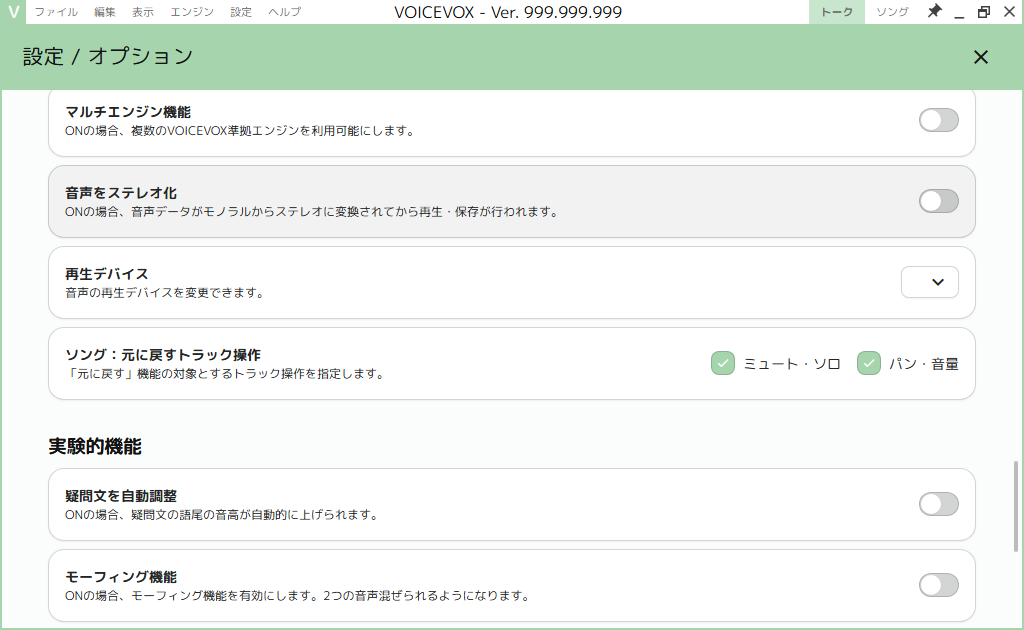 V ファイル 編集 表示 エンジン 設定 ヘルプ VOICEVOX - Ver. 999.999.999 トーク ソング
設定 / オプション
マルチエンジン機能
ONの場合、複数のVOICEVOX準拠エンジンを利用可能にします。
音声をステレオ化
ONの場合、音声データがモノラルからステレオに変換されてから再生・保存が行われます。
再生デバイス
音声の再生デバイスを変更できます。
ソング：元に戻すトラック操作
「元に戻す」機能の対象とするトラック操作を指定します。
ミュート・ソロ パン・音量
実験的機能
疑問文を自動調整
ONの場合、疑問文の語尾の音高が自動的に上げられます。
モーフィング機能
ONの場合、モーフィング機能を有効にします。2つの音声混ぜられるようになります。